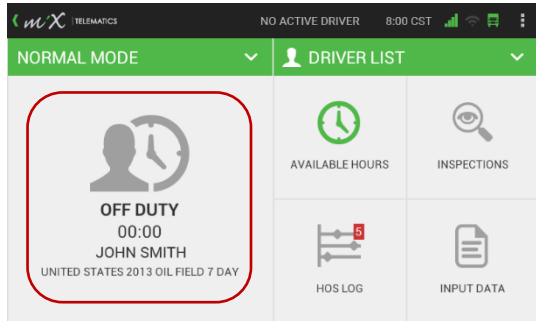 miX TELEMATICS NO ACTIVE DRIVER 8:00 CST
NORMAL MODE
DRIVER LIST
OFF DUTY
00:00
JOHN SMITH
UNITED STATES 2013 OIL FIELD 7 DAY
AVAILABLE HOURS
INSPECTIONS
5
HOS LOG
INPUT DATA